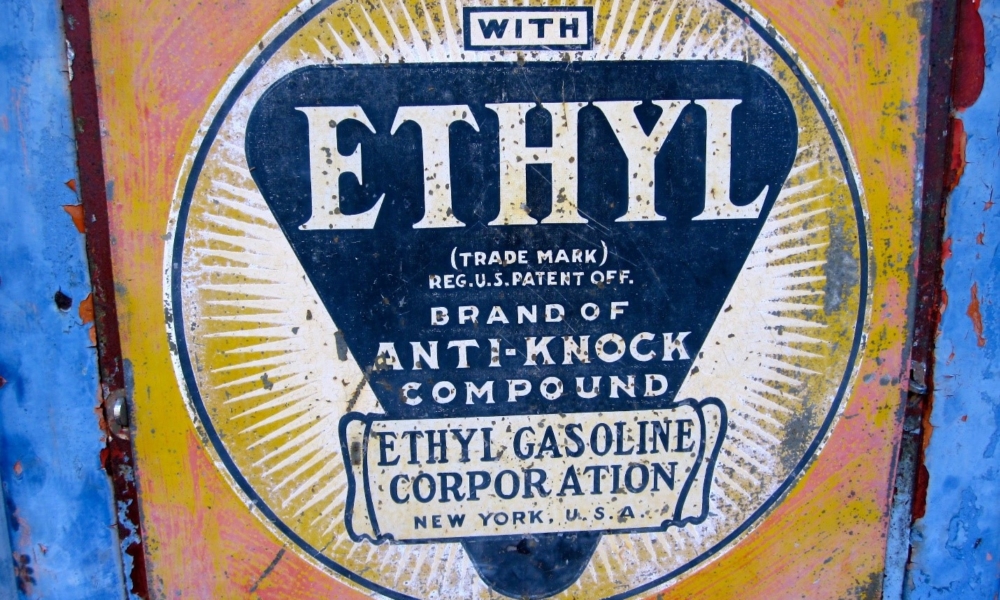 WITH
ETHYL
(TRADE MARK)
REG.U.S.PATENT OFF.
BRAND OF
ANTI-KNOCK
COMPOUND
ETHYL GASOLINE
CORPORATION
NEW YORK, U.S.A.